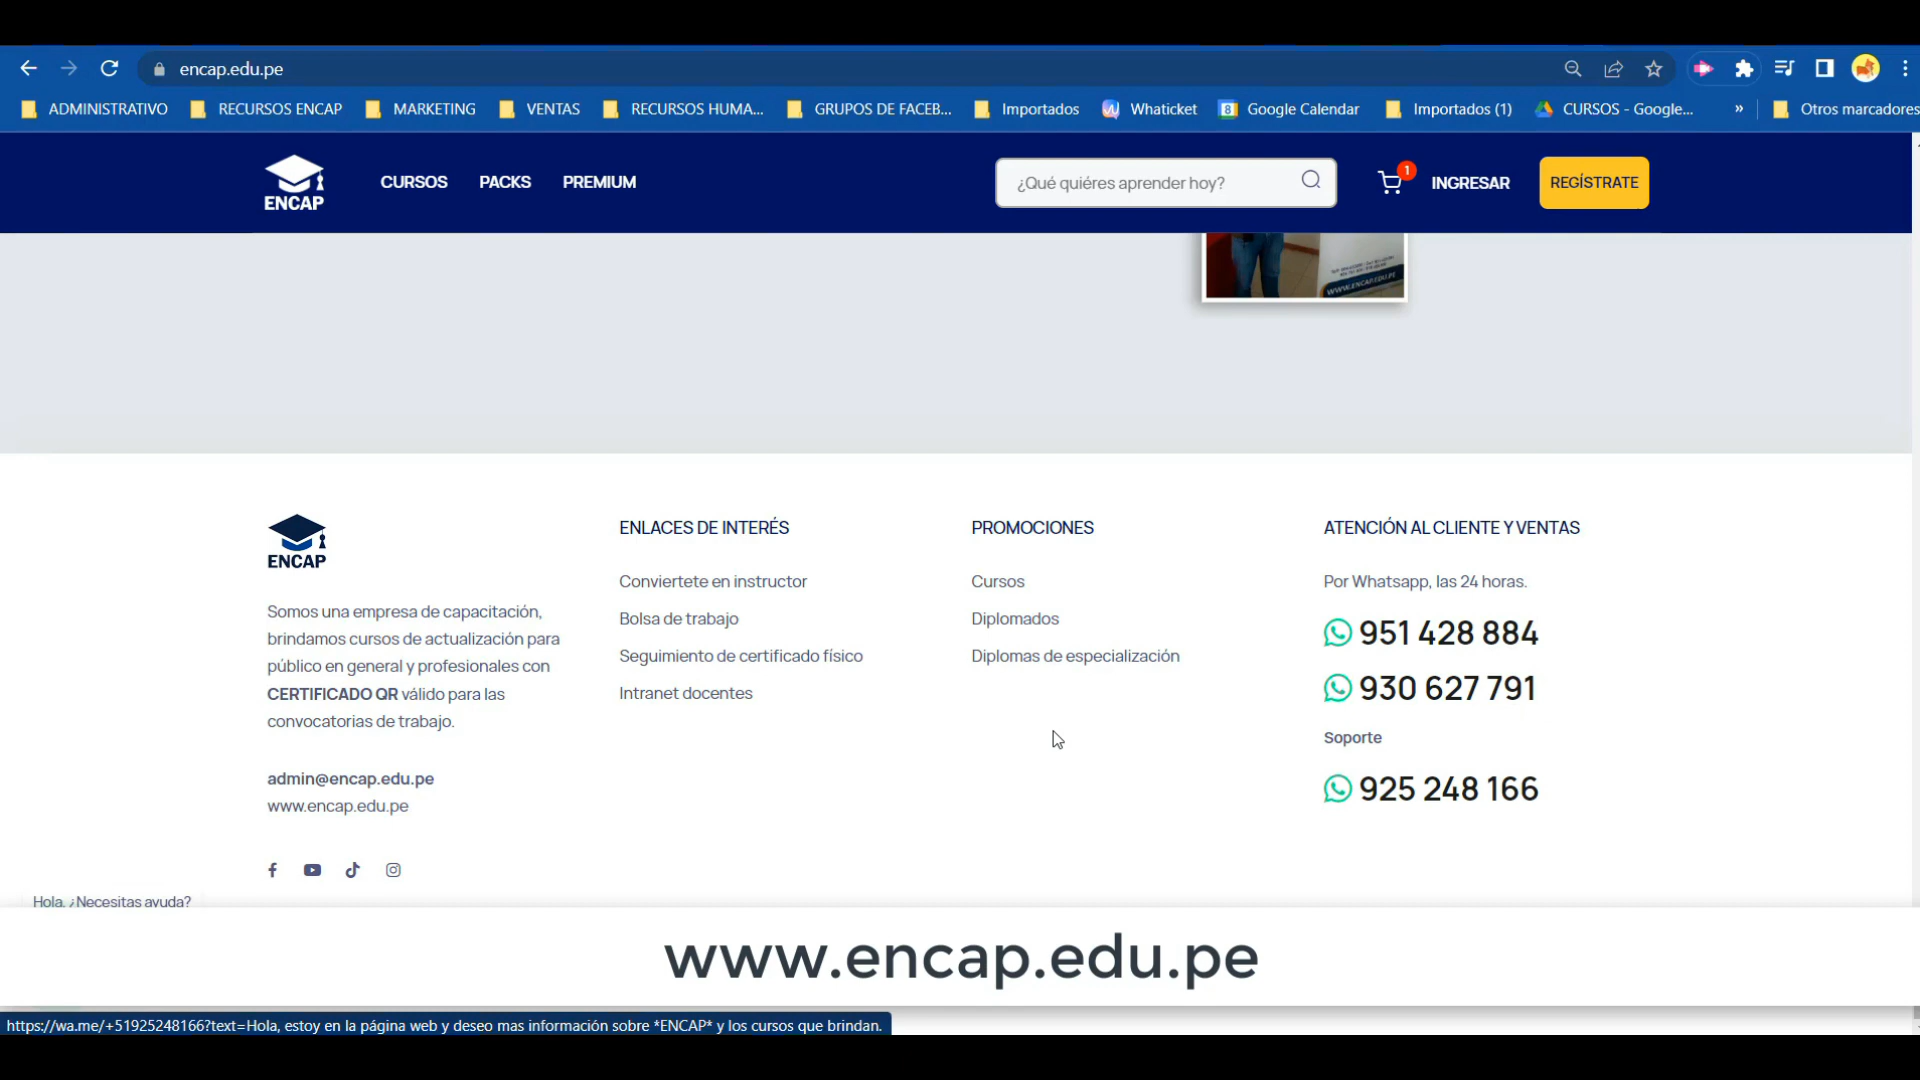 encap.edu.pe
ADMINISTRATIVO RECURSOS ENCAP MARKETING VENTAS RECURSOS HUMA... GRUPOS DE FACEB... Importados Whaticket 8 Google Calendar Importados (1) CURSOS - Google... » Otros marcadores
ENCAP CURSOS PACKS PREMIUM ¿Qué quiéres aprender hoy? 1 INGRESAR REGÍSTRATE
WWW.ENCAP.EDU.PE
ENCAP
Somos una empresa de capacitación,
brindamos cursos de actualización para
público en general y profesionales con
CERTIFICADO QR válido para las
convocatorias de trabajo.
admin@encap.edu.pe
www.encap.edu.pe
ENLACES DE INTERÉS
Conviertete en instructor
Bolsa de trabajo
Seguimiento de certificado físico
Intranet docentes
PROMOCIONES
Cursos
Diplomados
Diplomas de especialización
ATENCIÓN AL CLIENTE Y VENTAS
Por Whatsapp, las 24 horas.
951 428 884
930 627 791
Soporte
925 248 166
Hola, ¿Necesitas ayuda?
www.encap.edu.pe
https://wa.me/+51925248166?text=Hola, estoy en la página web y deseo mas información sobre *ENCAP* y los cursos que brindan.